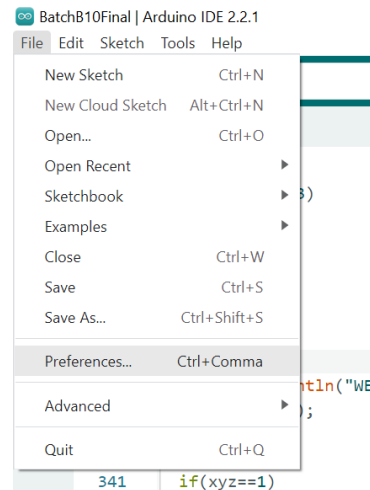 BatchB10Final | Arduino IDE 2.2.1
File Edit Sketch Tools Help
New Sketch Ctrl+N
New Cloud Sketch Alt+Ctrl+N
Open... Ctrl+O
Open Recent
Sketchbook
Examples
Close Ctrl+W
Save Ctrl+S
Save As... Ctrl+Shift+S
Preferences... Ctrl+Comma
ntln("WE
Advanced
);
Quit Ctrl+Q
341 if(xyz==1)